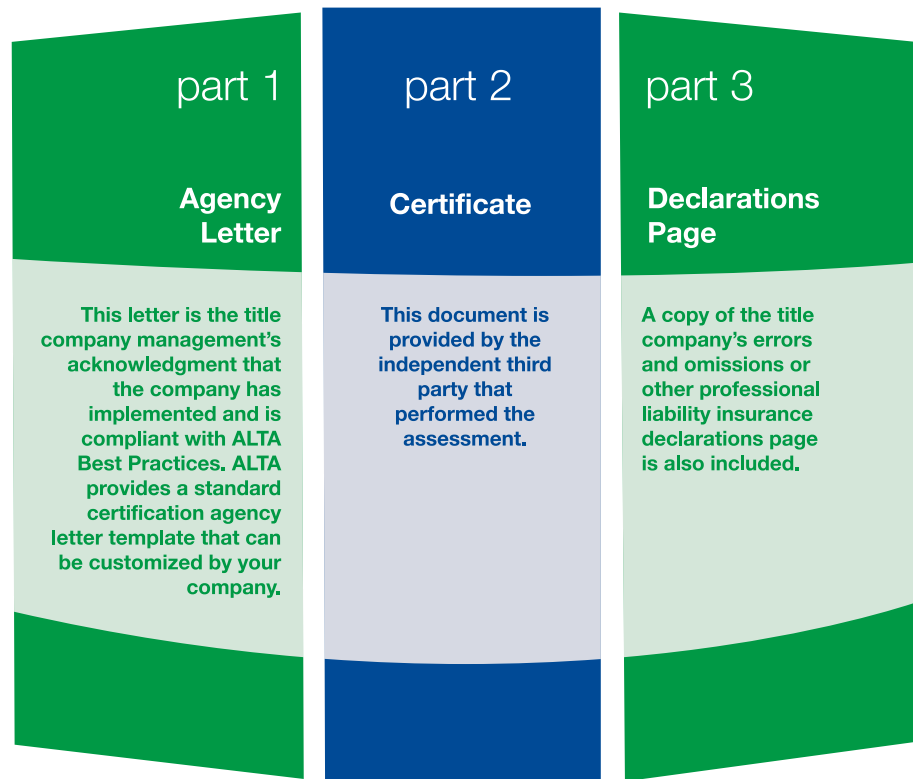 part 1
Agency
Letter
This letter is the title
company management’s
acknowledgment that
the company has
implemented and is
compliant with ALTA
Best Practices. ALTA
provides a standard
certification agency
letter template that can
be customized by your
company.
part 2
Certificate
This document is
provided by the
independent third
party that
performed the
assessment.
part 3
Declarations
Page
A copy of the title
company’s errors
and omissions or
other professional
liability insurance
declarations page
is also included.